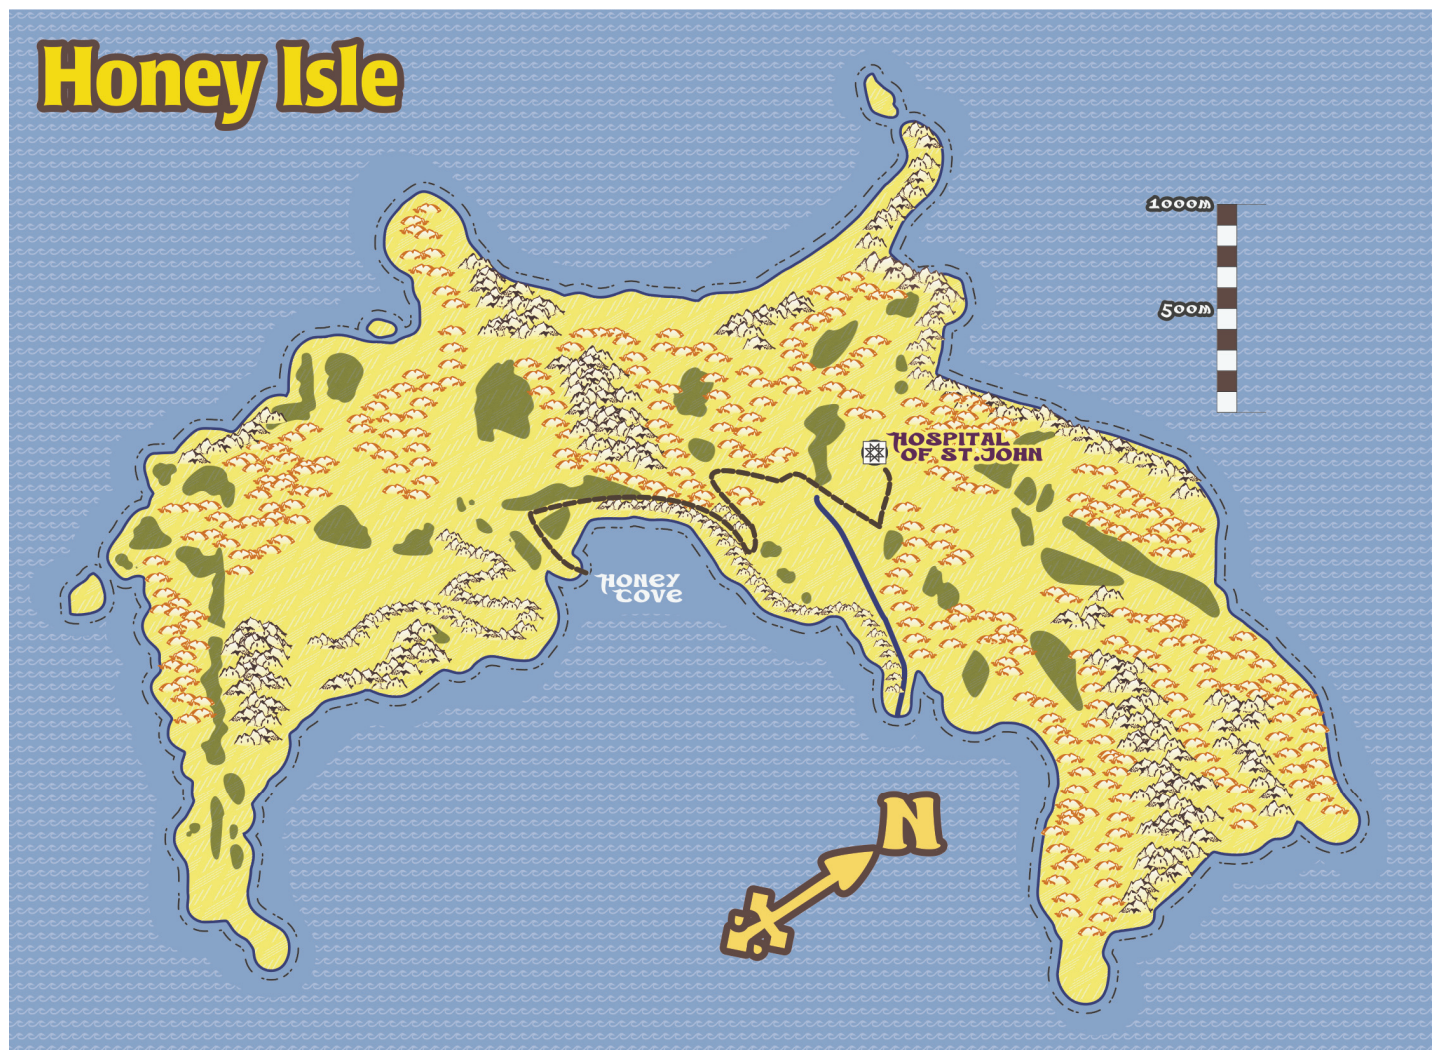 Honey Isle
1000m
500m
HOSPITAL
OF ST.JOHN
HONEY
COVE
N